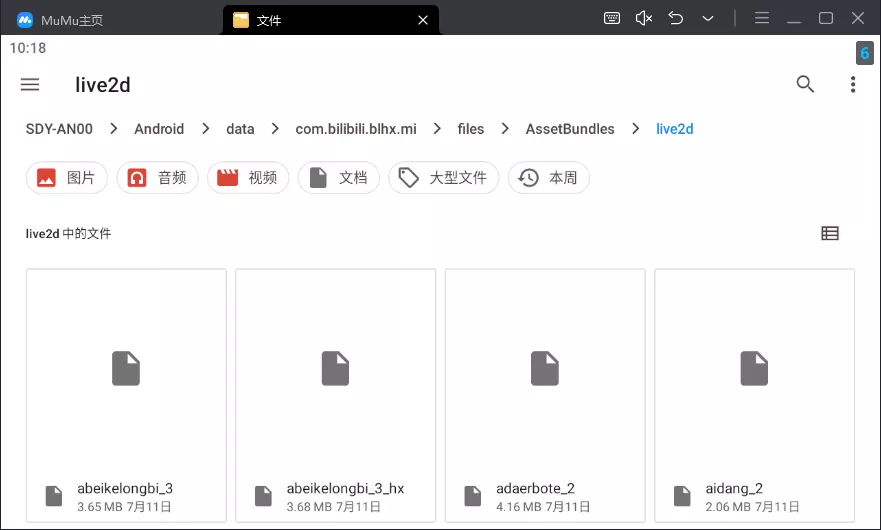 MuMu主页
文件
10:18
6
live2d
SDY-AN00 > Android > data > com.bilibili.blhx.mi > files > AssetBundles > live2d
图片 音频 视频 文档 大型文件 本周
live2d 中的文件
abeikelongbi_3
3.65 MB 7月11日
abeikelongbi_3_hx
3.68 MB 7月11日
adaerbote_2
4.16 MB 7月11日
aidang_2
2.06 MB 7月11日